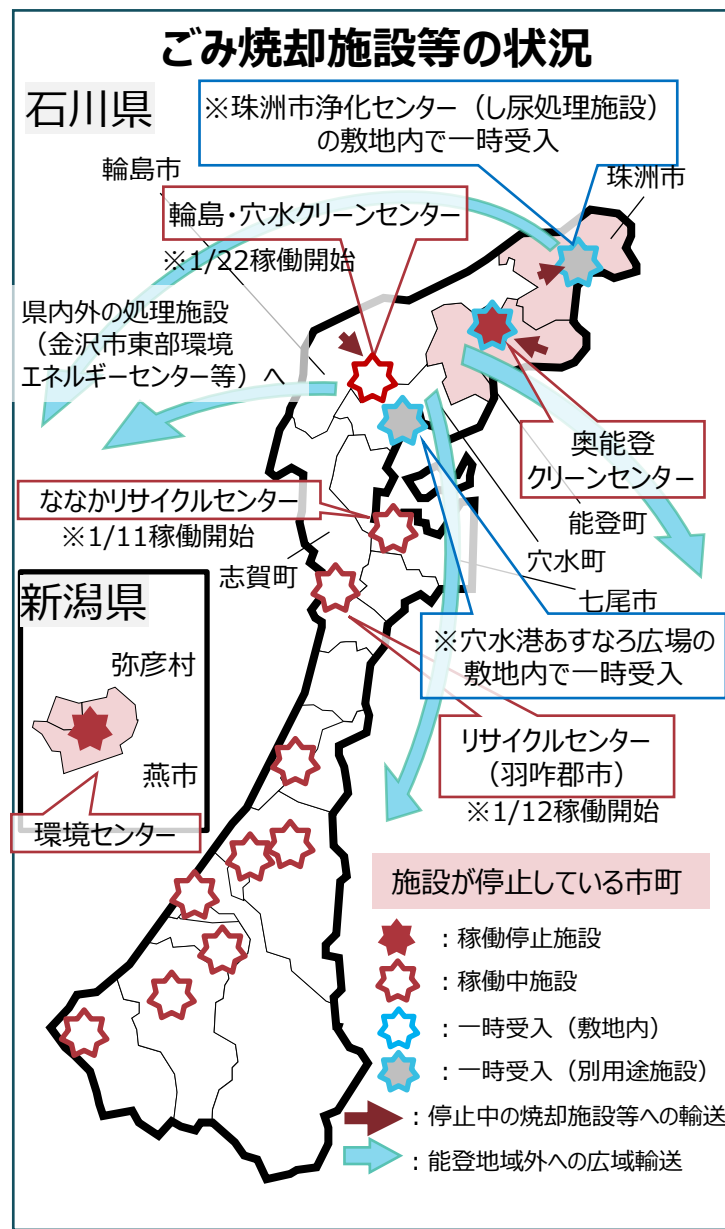 ごみ焼却施設等の状況
石川県
※珠洲市浄化センター（し尿処理施設）
の敷地内で一時受入
輪島市
珠洲市
輪島・穴水クリーンセンター
※1/22稼働開始
県内外の処理施設
（金沢市東部環境
エネルギーセンター等）へ
奥能登
クリーンセンター
能登町
穴水町
七尾市
ななかリサイクルセンター
※1/11稼働開始
志賀町
※穴水港あすなろ広場の
敷地内で一時受入
新潟県
弥彦村
燕市
環境センター
リサイクルセンター
（羽咋郡市）
※1/12稼働開始
施設が停止している市町
：稼働停止施設
：稼働中施設
：一時受入（敷地内）
：一時受入（別用途施設）
：停止中の焼却施設等への輸送
：能登地域外への広域輸送